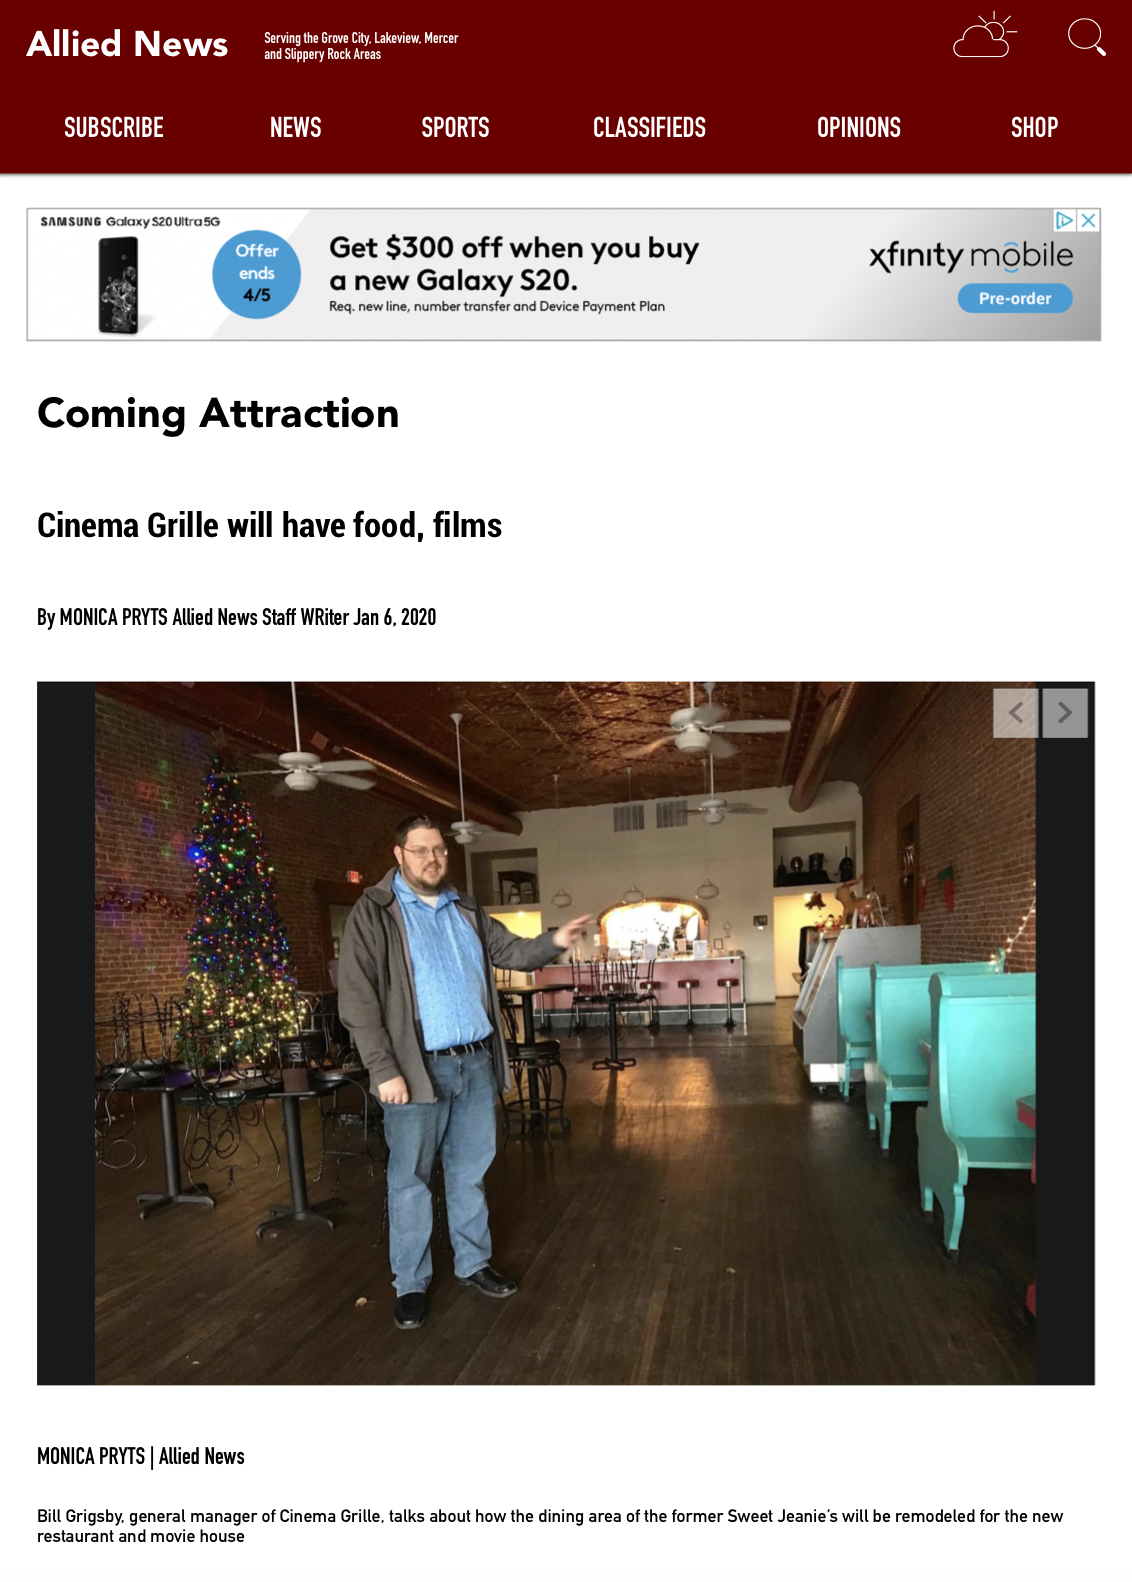 Allied News
Serving the Grove City, Lakeview, Mercer
and Slippery Rock Areas
SUBSCRIBE NEWS SPORTS CLASSIFIEDS OPINIONS SHOP
SAMSUNG Galaxy S20 Ultra 5G
Offer
ends
4/5
Get $300 off when you buy
a new Galaxy S20.
Req. new line, number transfer and Device Payment Plan
xfinity mobile
Pre-order
Coming Attraction
Cinema Grille will have food, films
By MONICA PRYTS Allied News Staff WRiter Jan 6, 2020
MONICA PRYTS | Allied News
Bill Grigsby, general manager of Cinema Grille, talks about how the dining area of the former Sweet Jeanie's will be remodeled for the new
restaurant and movie house